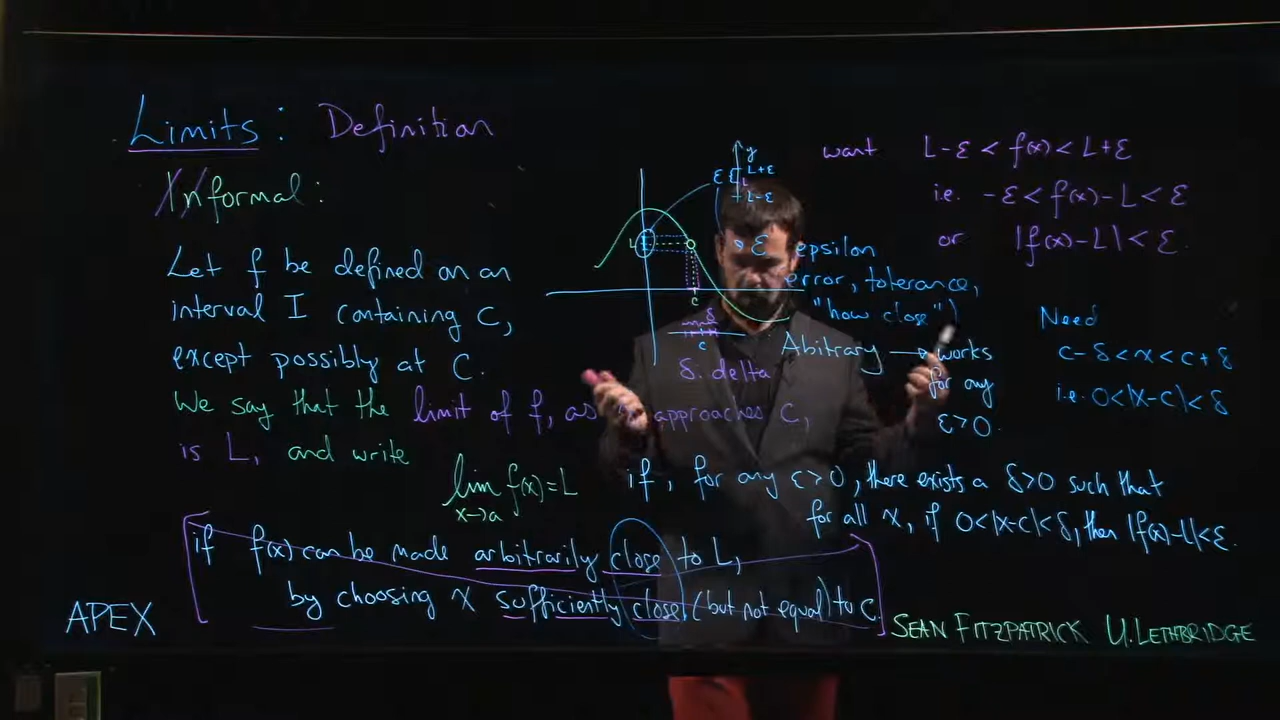 Limits: Definition
Informal:
Let f be defined on an
interval I containing C,
except possibly at C.
We say that the limit of f, as x approaches C,
is L, and write
lim f(x)=L
x→a
if, for any ε>0, there exists a δ>0 such that
for all x, if 0<|x-c|<δ, then |f(x)-L|<ε.
if f(x) can be made arbitrarily close to L,
by choosing x sufficiently close (but not equal) to C.
y
L+ε
ε
L
L-ε
L
c
δ
c
δ. delta
ε epsilon
error, tolerance,
"how close")
Abitrary → works
for any
ε>0.
want L-ε < f(x) < L+ε
i.e. -ε < f(x)-L < ε
or |f(x)-L| < ε.
Need
c-δ<x<c+δ
i.e. 0<|x-c|<δ
APEX
SEAN FITZPATRICK U. LETHBRIDGE